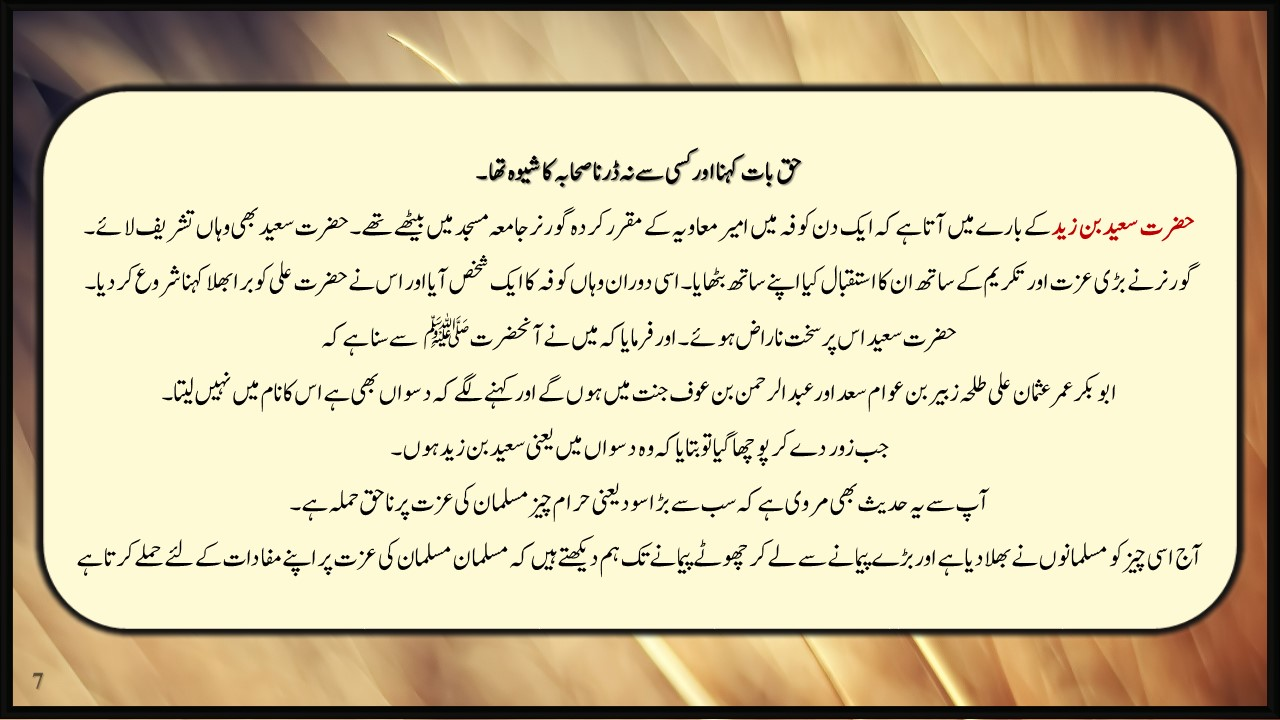 حق بات کہنا اور کسی سے نہ ڈرنا صحابہ کا شیوہ تھا۔
حضرت سعید بن زید کے بارے میں آتا ہے کہ ایک دن کوفہ میں امیر معاویہ کے مقرر کردہ گورنر جامعہ مسجد میں بیٹھے تھے۔ حضرت سعید بھی وہاں تشریف لائے۔
گورنر نے بڑی عزت اور تکریم کے ساتھ ان کا استقبال کیا اپنے ساتھ بٹھایا۔ اسی دوران وہاں کوفہ کا ایک شخص آیا اور اس نے حضرت علی کو برا بھلا کہنا شروع کر دیا۔
حضرت سعید اس پر سخت ناراض ہوئے۔ اور فرمایا کہ میں نے آنحضرت ﷺ سے سنا ہے کہ
ابو بکر عمر عثمان علی طلحہ زبیر بن عوام سعد اور عبد الرحمن بن عوف جنت میں ہوں گے اور کہنے لگے کہ دسواں بھی ہے اس کا نام میں نہیں لیتا۔
جب زور دے کر پوچھا گیا تو بتایا کہ وہ دسواں میں یعنی سعید بن زید ہوں۔
آپ سے یہ حدیث بھی مروی ہے کہ سب سے بڑا سود یعنی حرام چیز مسلمان کی عزت پر ناحق حملہ ہے۔
آج اسی چیز کو مسلمانوں نے بھلا دیا ہے اور بڑے پیمانے سے لے کر چھوٹے پیمانے تک ہم دیکھتے ہیں کہ مسلمان مسلمان کی عزت پر اپنے مفادات کے لئے حملے کرتا ہے
7